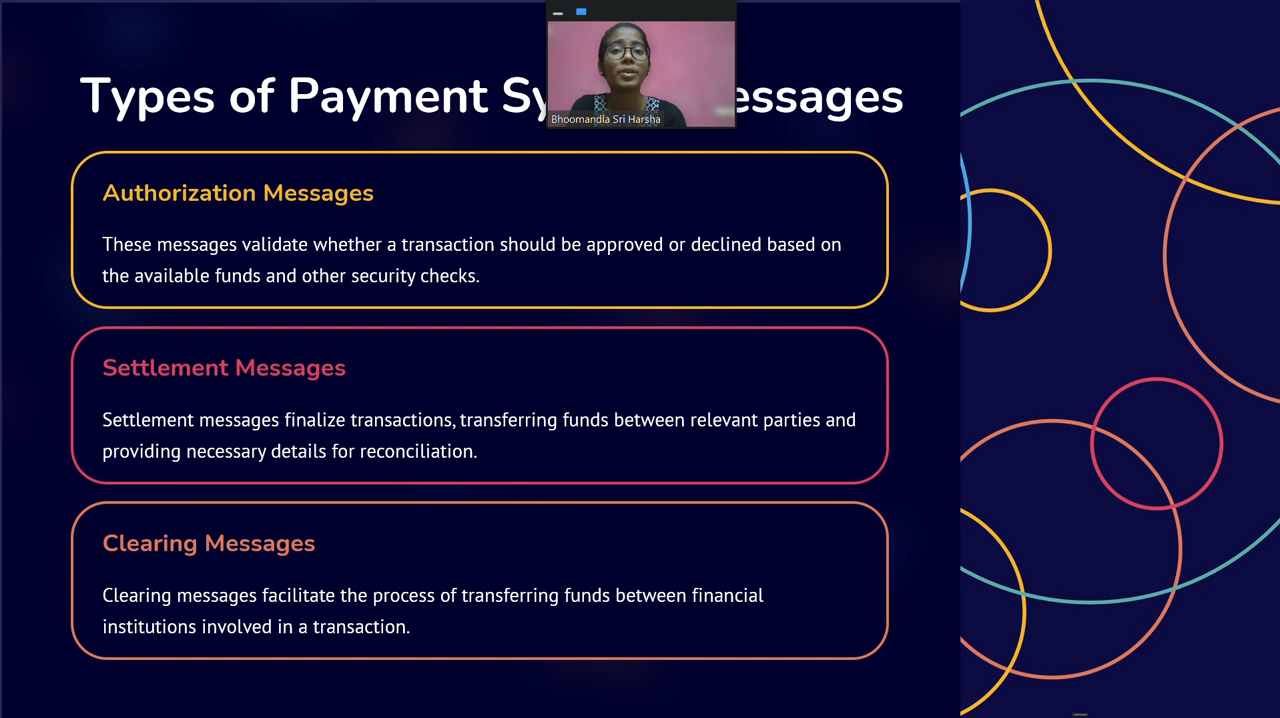 Types of Payment Sy essages
Bhoomandla Sri Harsha
Authorization Messages
These messages validate whether a transaction should be approved or declined based on
the available funds and other security checks.
Settlement Messages
Settlement messages finalize transactions, transferring funds between relevant parties and
providing necessary details for reconciliation.
Clearing Messages
Clearing messages facilitate the process of transferring funds between financial
institutions involved in a transaction.